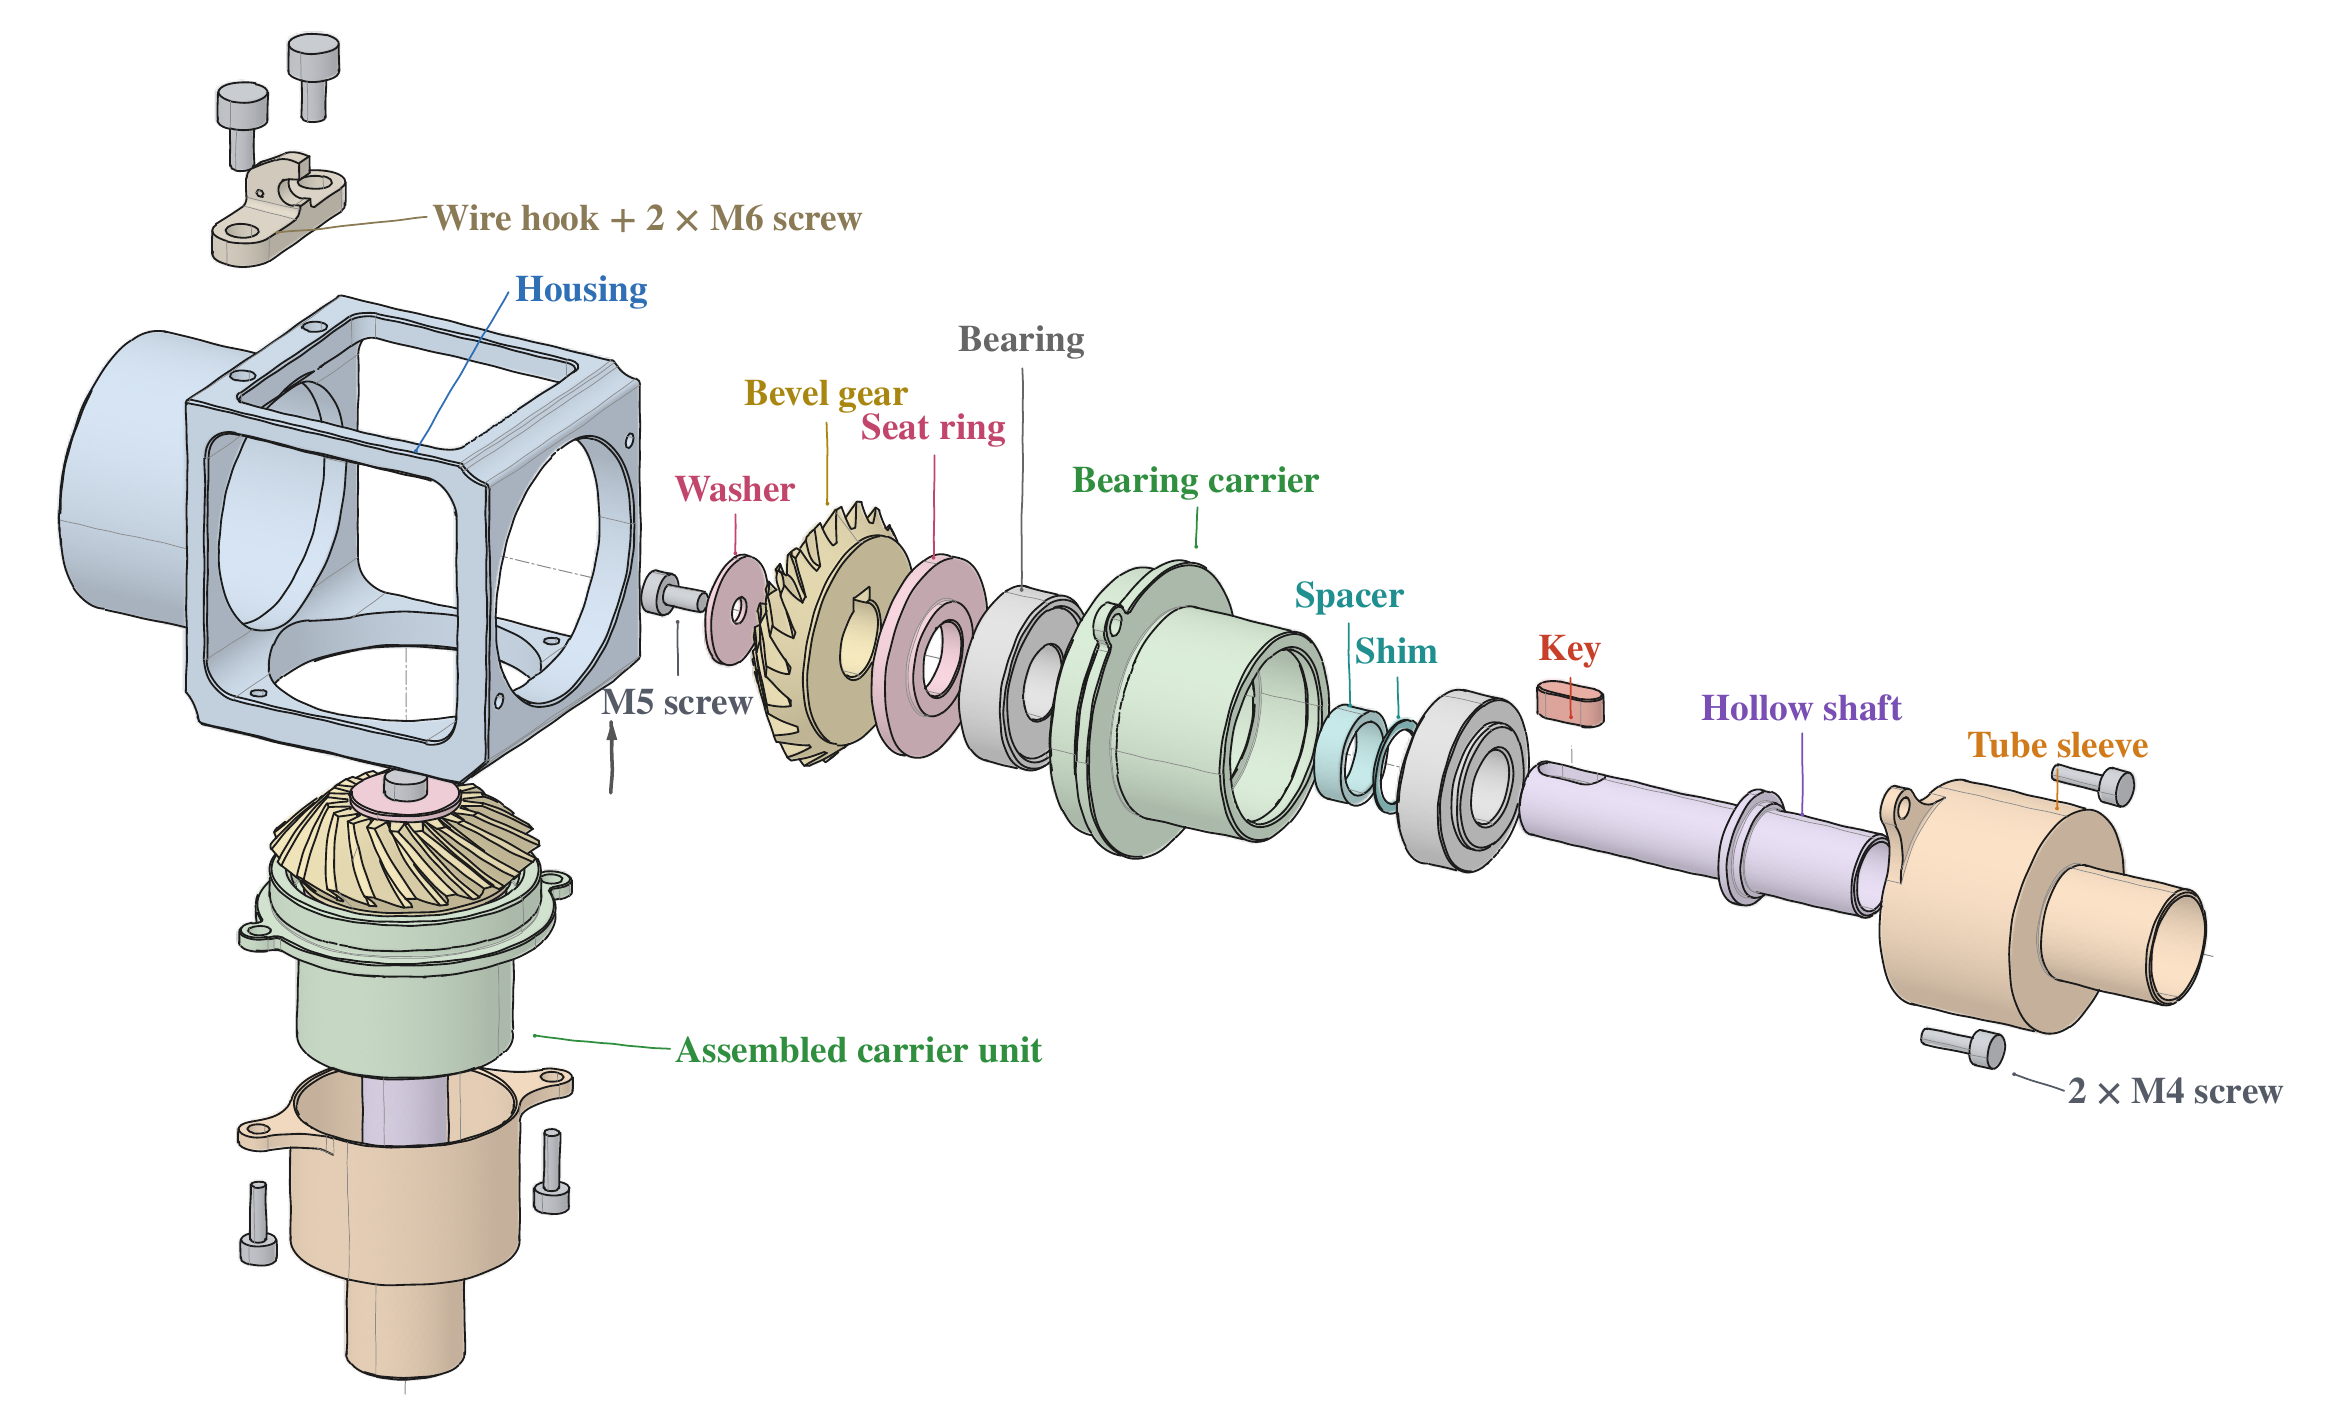 Wire hook + 2 × M6 screw
Housing
Bearing
Bevel gear
Seat ring
Washer
Bearing carrier
Spacer
Shim
Key
M5 screw
Hollow shaft
Tube sleeve
Assembled carrier unit
2 × M4 screw